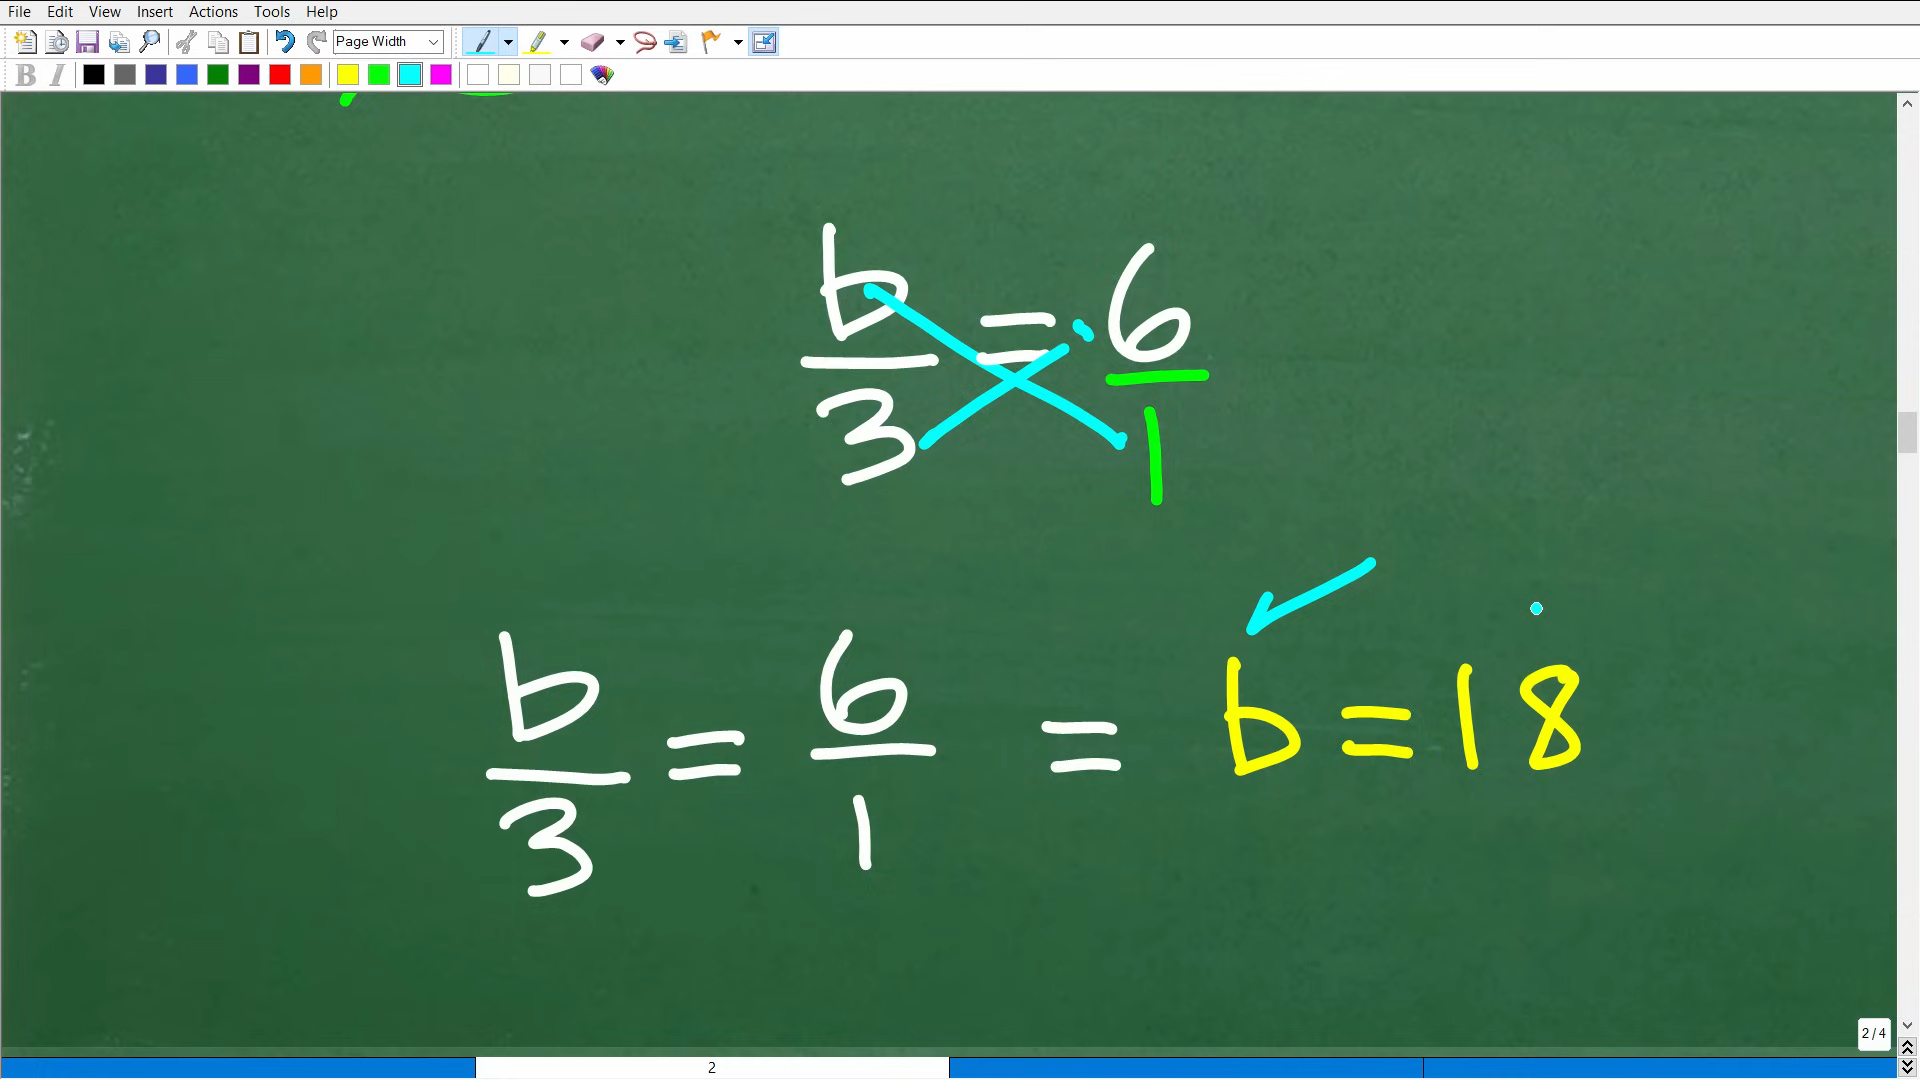 File Edit View Insert Actions Tools Help
Page Width
B I
b/3 = 6/1
b/3 = 6/1 = b = 18
2 / 4
2